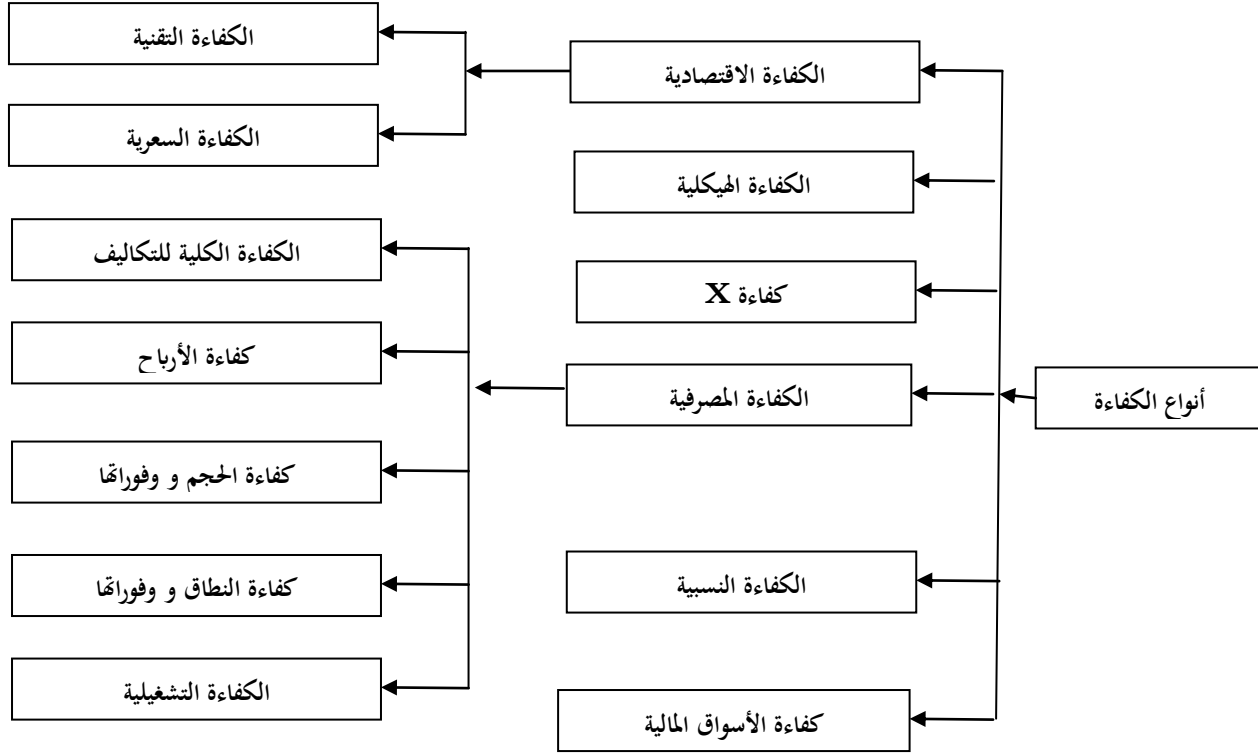 أنواع الكفاءة
الكفاءة الاقتصادية
الكفاءة التقنية
الكفاءة السعرية
الكفاءة الهيكلية
كفاءة X
الكفاءة المصرفية
الكفاءة الكلية للتكاليف
كفاءة الأرباح
كفاءة الحجم و وفوراتها
كفاءة النطاق و وفوراتها
الكفاءة التشغيلية
الكفاءة النسبية
كفاءة الأسواق المالية